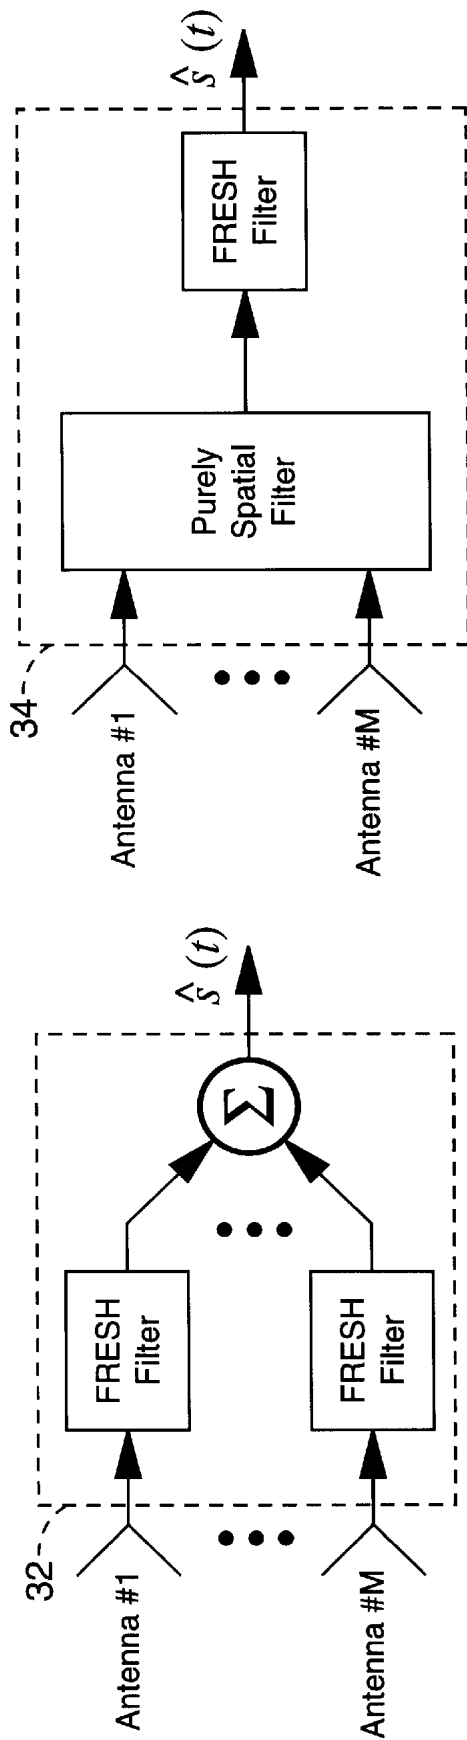 32
Antenna #1
Antenna #M
FRESH
Filter
FRESH
Filter
Σ
ŝ (t)
34
Antenna #1
Antenna #M
Purely
Spatial
Filter
FRESH
Filter
ŝ (t)